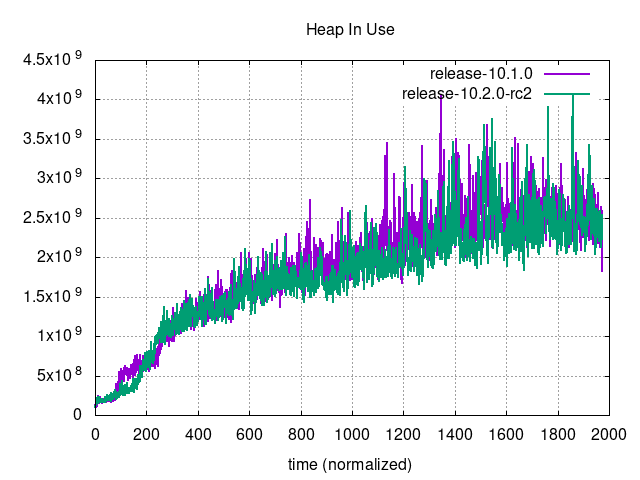 Heap In Use
4.5x10^9
4x10^9
3.5x10^9
3x10^9
2.5x10^9
2x10^9
1.5x10^9
1x10^9
5x10^8
0
release-10.1.0
release-10.2.0-rc2
0 200 400 600 800 1000 1200 1400 1600 1800 2000
time (normalized)